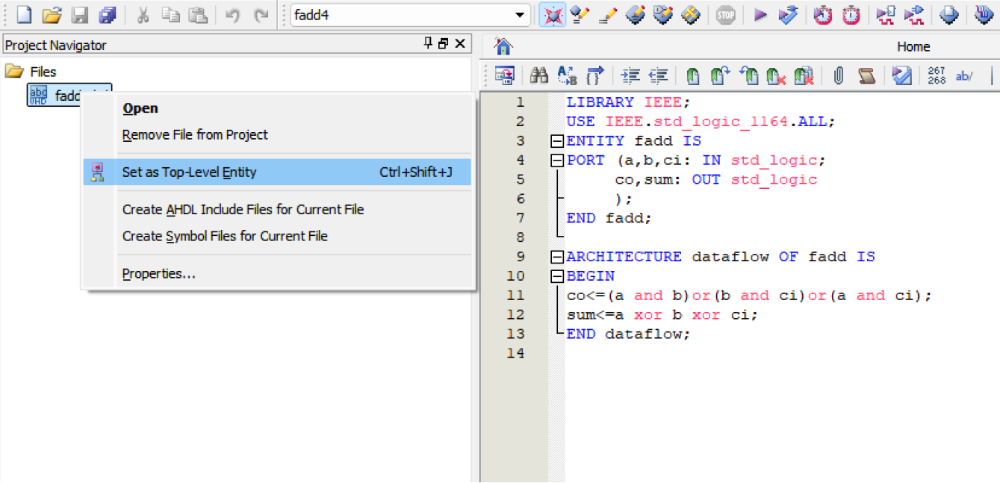 fadd4
Project Navigator
Home
Files
abd
VHD
fadd
Open
Remove File from Project
Set as Top-Level Entity Ctrl+Shift+J
Create AHDL Include Files for Current File
Create Symbol Files for Current File
Properties...
STOP
267
268
ab/
1 LIBRARY IEEE;
2 USE IEEE.std_logic_1164.ALL;
3 ENTITY fadd IS
4 PORT (a,b,ci: IN std_logic;
5 co,sum: OUT std_logic
6 );
7 END fadd;
8
9 ARCHITECTURE dataflow OF fadd IS
10 BEGIN
11 co<=(a and b)or(b and ci)or(a and ci);
12 sum<=a xor b xor ci;
13 END dataflow;
14